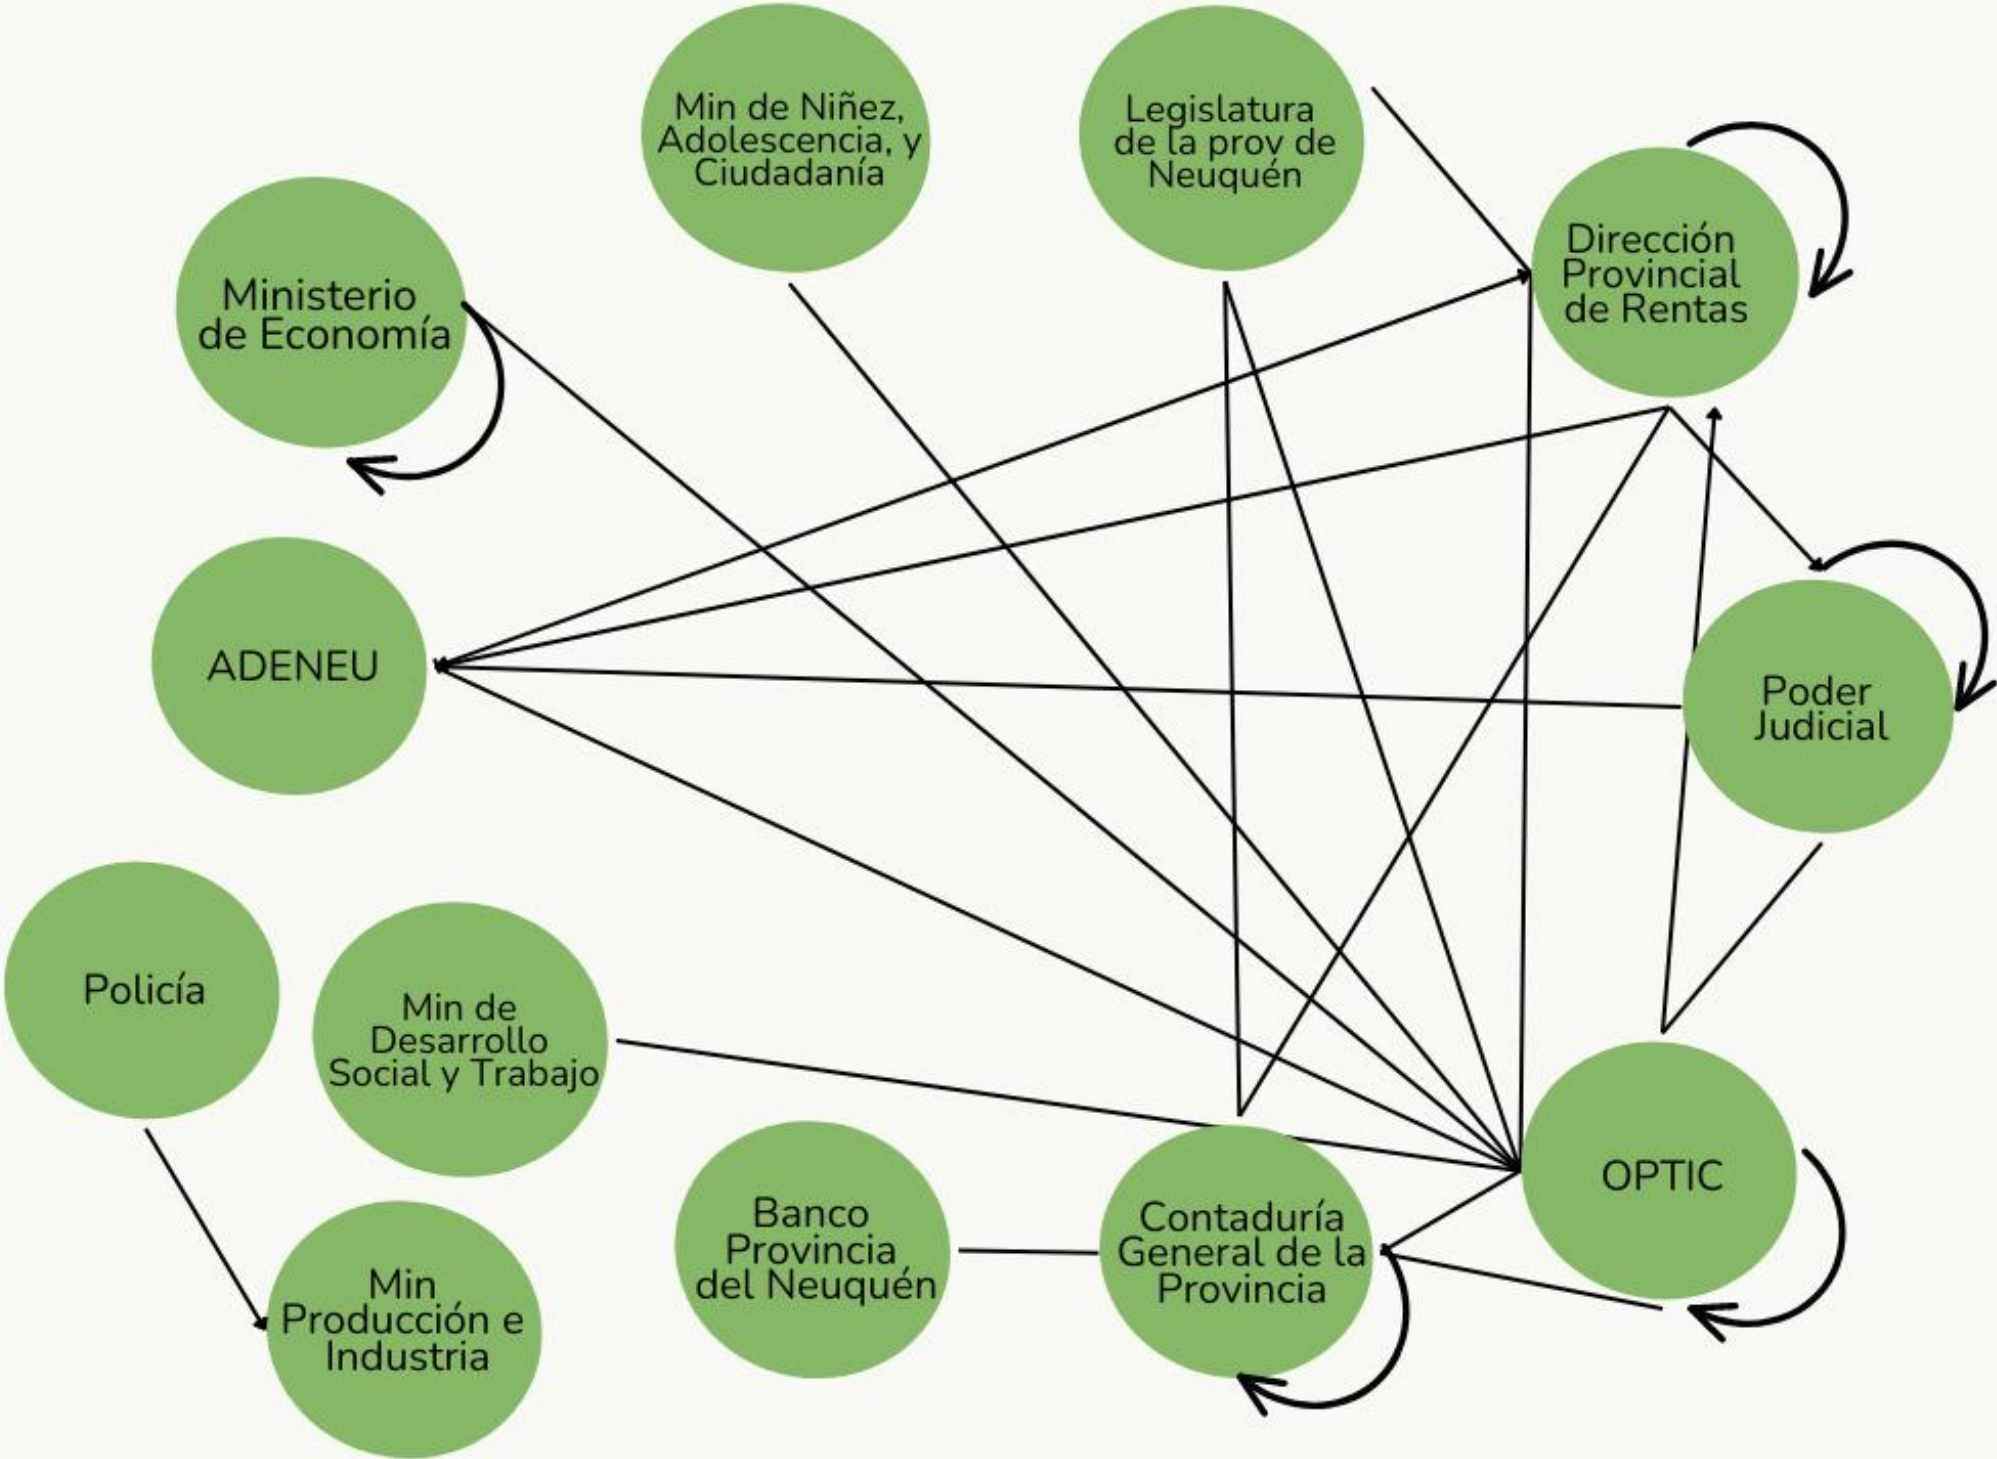 Min de Niñez,
Adolescencia, y
Ciudadanía
Legislatura
de la prov de
Neuquén
Dirección
Provincial
de Rentas
Ministerio
de Economía
ADENEU
Poder
Judicial
Policía
Min de
Desarrollo
Social y Trabajo
OPTIC
Banco
Provincia
del Neuquén
Contaduría
General de la
Provincia
Min
Producción e
Industria